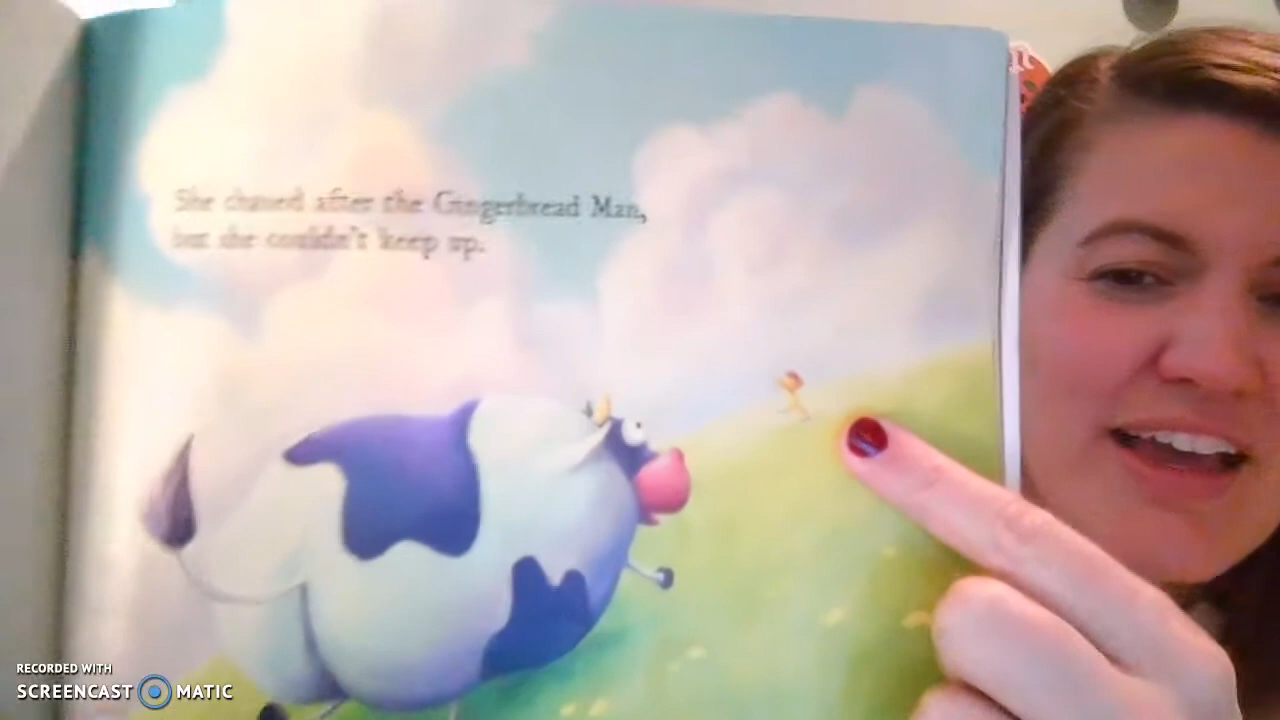 She chased after the Gingerbread Man,
but she couldn't keep up.
RECORDED WITH
SCREENCAST MATIC